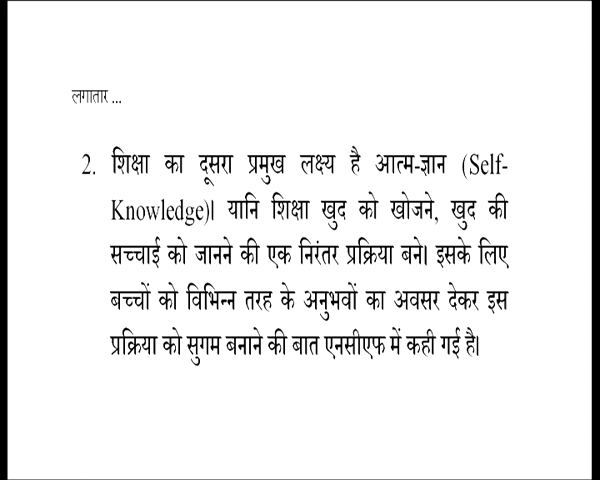 लगातार ...
2. शिक्षा का दूसरा प्रमुख लक्ष्य है आत्म-ज्ञान (Self-
Knowledge)। यानि शिक्षा खुद को खोजने, खुद की
सच्चाई को जानने की एक निरंतर प्रक्रिया बने। इसके लिए
बच्चों को विभिन्न तरह के अनुभवों का अवसर देकर इस
प्रक्रिया को सुगम बनाने की बात एनसीएफ में कही गई है।